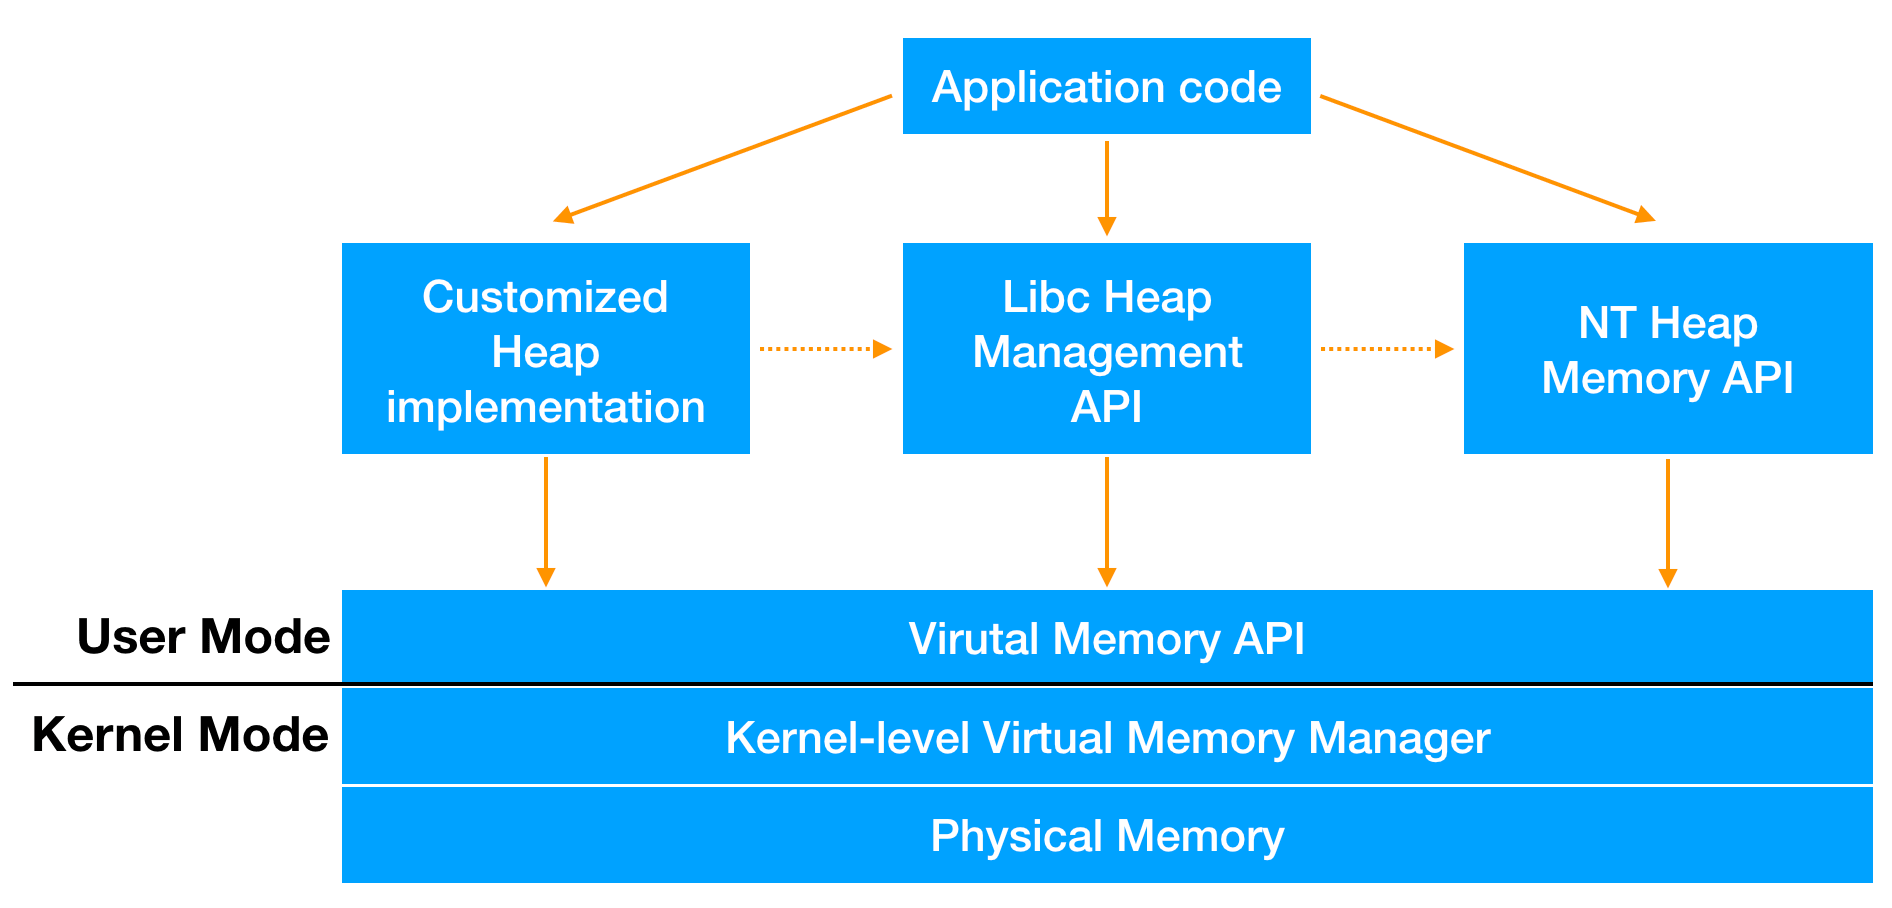 Application code
Customized
Heap
implementation
Libc Heap
Management
API
NT Heap
Memory API
User Mode
Virutal Memory API
Kernel Mode
Kernel-level Virtual Memory Manager
Physical Memory